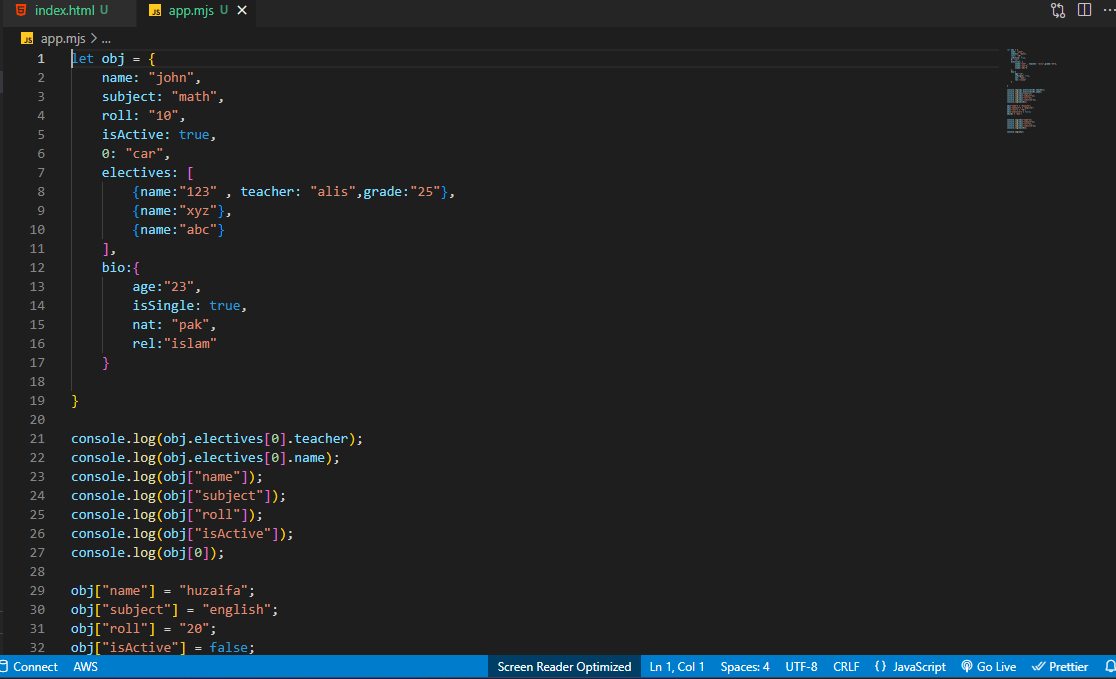 index.html U
app.mjs U
app.mjs > ...
1 let obj = {
2     name: "john",
3     subject: "math",
4     roll: "10",
5     isActive: true,
6     0: "car",
7     electives: [
8         {name:"123" , teacher: "alis",grade:"25"},
9         {name:"xyz"},
10         {name:"abc"}
11     ],
12     bio:{
13         age:"23",
14         isSingle: true,
15         nat: "pak",
16         rel:"islam"
17     }
18
19 }
20
21 console.log(obj.electives[0].teacher);
22 console.log(obj.electives[0].name);
23 console.log(obj["name"]);
24 console.log(obj["subject"]);
25 console.log(obj["roll"]);
26 console.log(obj["isActive"]);
27 console.log(obj[0]);
28
29 obj["name"] = "huzaifa";
30 obj["subject"] = "english";
31 obj["roll"] = "20";
32 obj["isActive"] = false;
Connect AWS Screen Reader Optimized Ln 1, Col 1 Spaces: 4 UTF-8 CRLF {} JavaScript Go Live Prettier